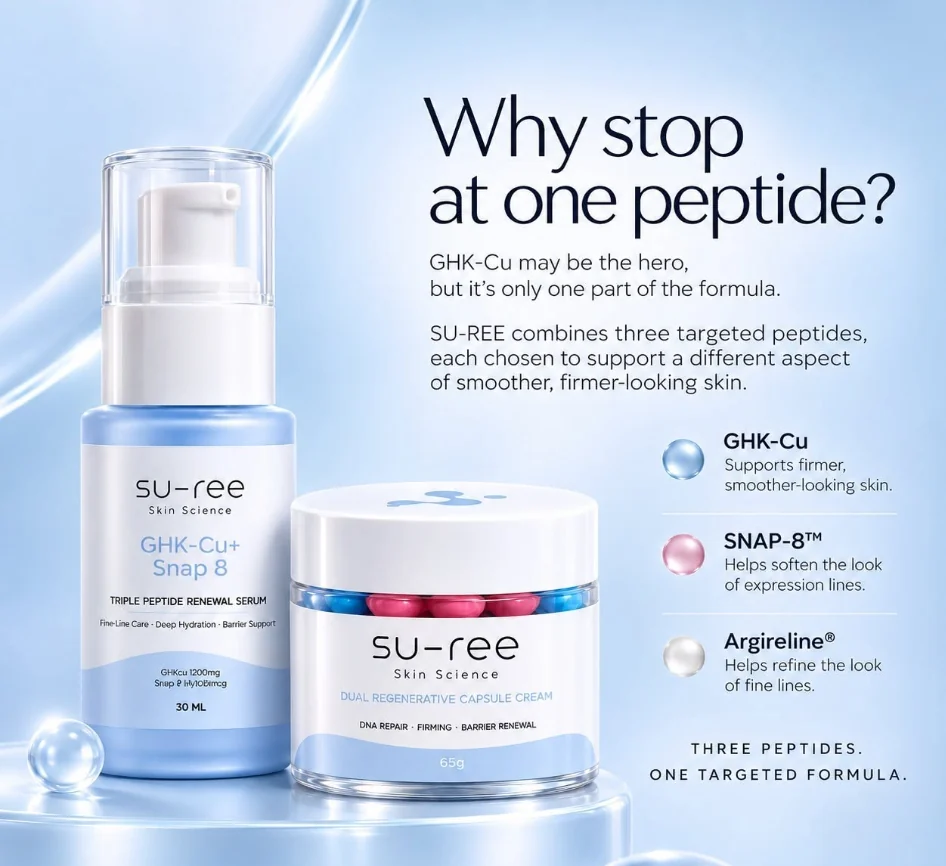 Why stop
at one peptide?
GHK-Cu may be the hero,
but it's only one part of the formula.
SU-REE combines three targeted peptides,
each chosen to support a different aspect
of smoother, firmer-looking skin.
GHK-Cu
Supports firmer,
smoother-looking skin.
SNAP-8™
Helps soften the look
of expression lines.
Argireline®
Helps refine the look
of fine lines.
THREE PEPTIDES.
ONE TARGETED FORMULA.
su-ree
Skin Science
GHK-Cu+
Snap 8
TRIPLE PEPTIDE RENEWAL SERUM
Fine-Line Care · Deep Hydration · Barrier Support
GHKcu 1200mg
Snap
30 ML
su-ree
Skin Science
DUAL REGENERATIVE CAPSULE CREAM
DNA REPAIR · FIRMING · BARRIER RENEWAL
65g